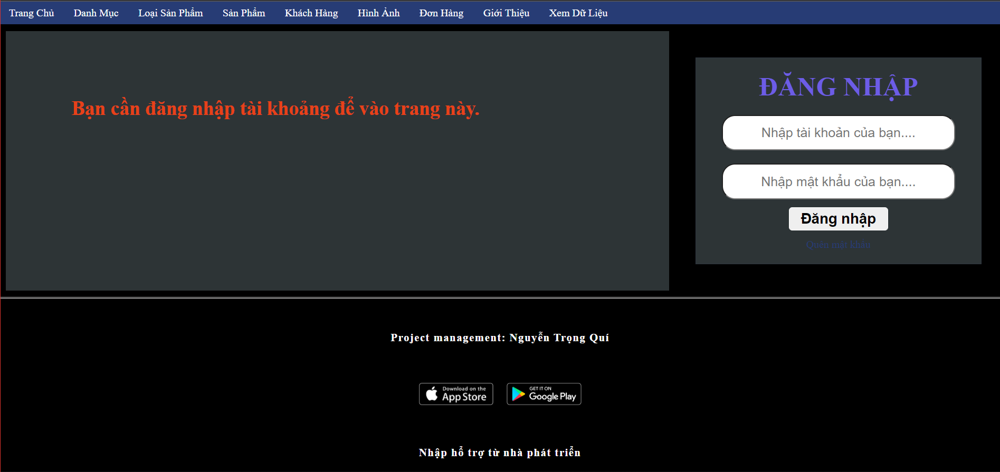 Trang Chủ Danh Mục Loại Sản Phẩm Sản Phẩm Khách Hàng Hình Ảnh Đơn Hàng Giới Thiệu Xem Dữ Liệu
Bạn cần đăng nhập tài khoảng để vào trang này.
ĐĂNG NHẬP
Nhập tài khoản của bạn....
Nhập mật khẩu của bạn....
Đăng nhập
Quên mật khẩu
Project management: Nguyễn Trọng Quí
Download on the
App Store
GET IT ON
Google Play
Nhập hổ trợ từ nhà phát triển